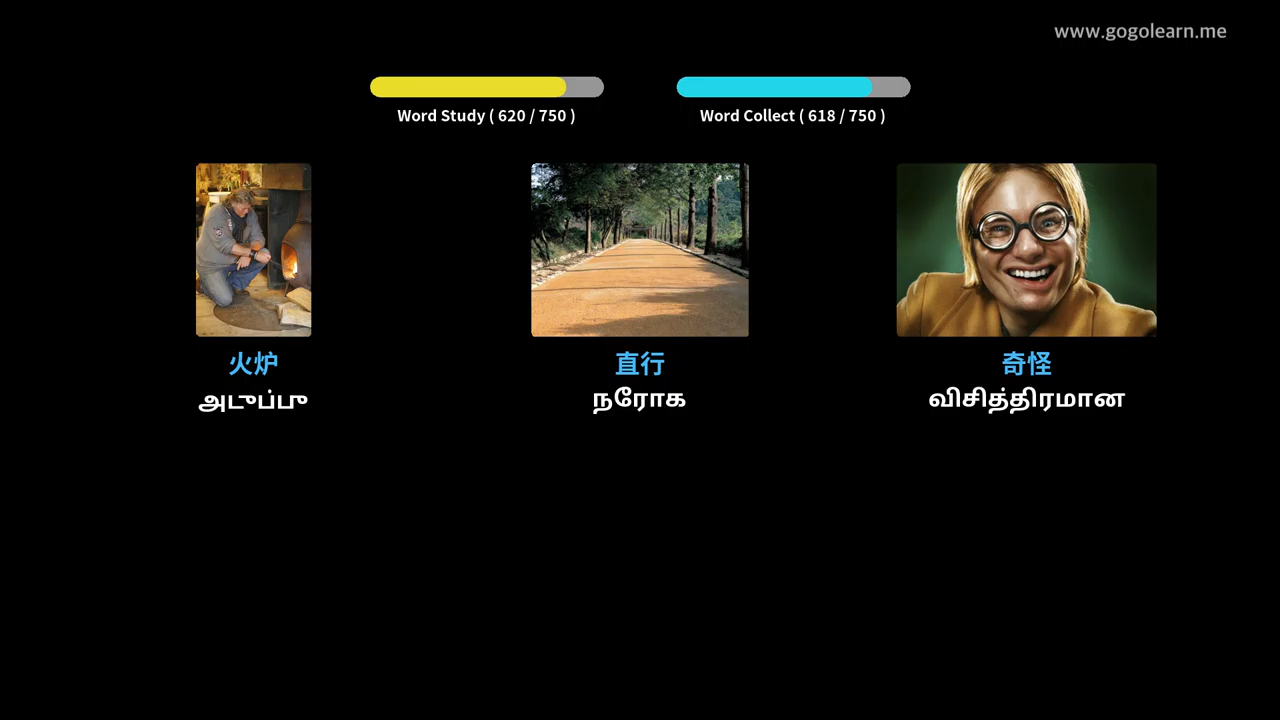 www.gogolearn.me
Word Study ( 620 / 750 )
Word Collect ( 618 / 750 )
火炉
直行
奇怪
அடுப்பு
நரோக
விசித்திரமான